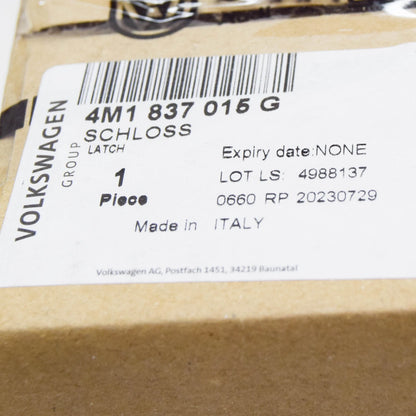 VOLKSWAGEN
GROUP
4M1 837 015 G
SCHLOSS
LATCH
1
Piece
Expiry date:NONE
LOT LS: 4988137
0660 RP 20230729
Made in ITALY
Volkswagen AG, Postfach 1451, 34219 Baunatal